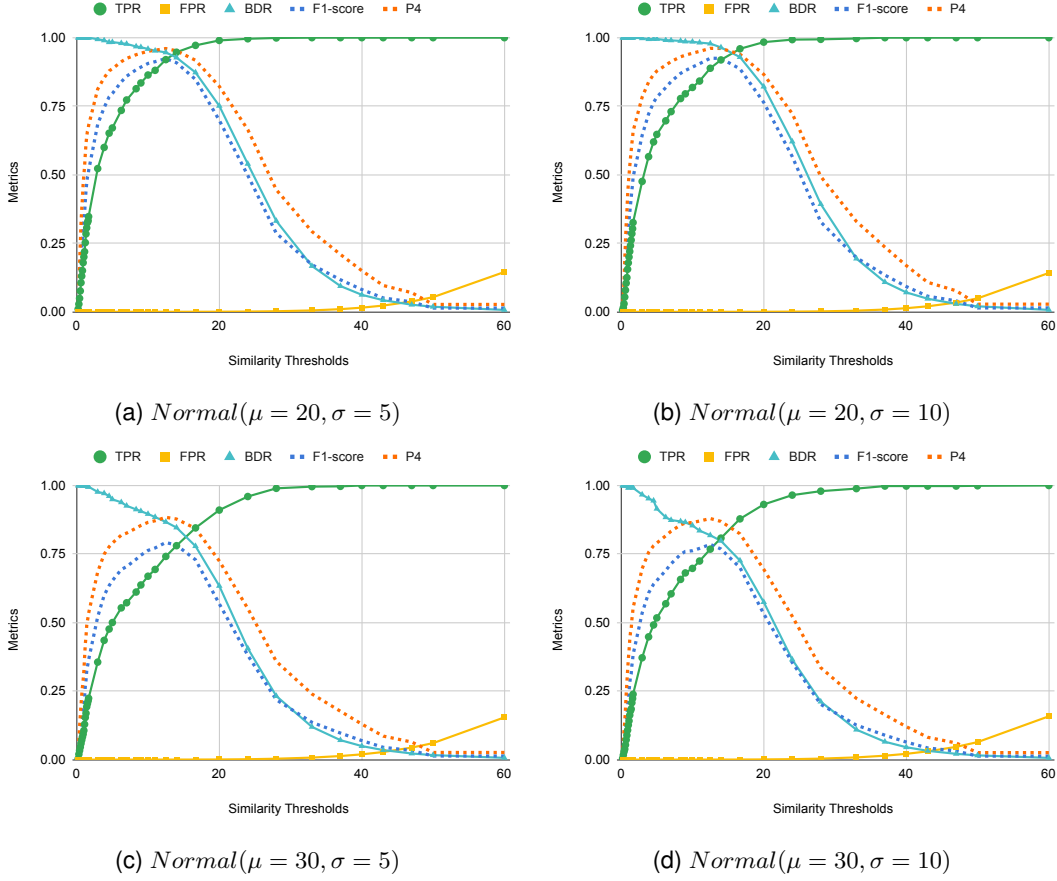 TPR FPR BDR F1-score P4
TPR FPR BDR F1-score P4
Metrics
1.00
0.75
0.50
0.25
0.00
0 20 40 60
Similarity Thresholds
Metrics
1.00
0.75
0.50
0.25
0.00
0 20 40 60
Similarity Thresholds
(a) Normal(μ = 20, σ = 5)
(b) Normal(μ = 20, σ = 10)
TPR FPR BDR F1-score P4
TPR FPR BDR F1-score P4
Metrics
1.00
0.75
0.50
0.25
0.00
0 20 40 60
Similarity Thresholds
Metrics
1.00
0.75
0.50
0.25
0.00
0 20 40 60
Similarity Thresholds
(c) Normal(μ = 30, σ = 5)
(d) Normal(μ = 30, σ = 10)